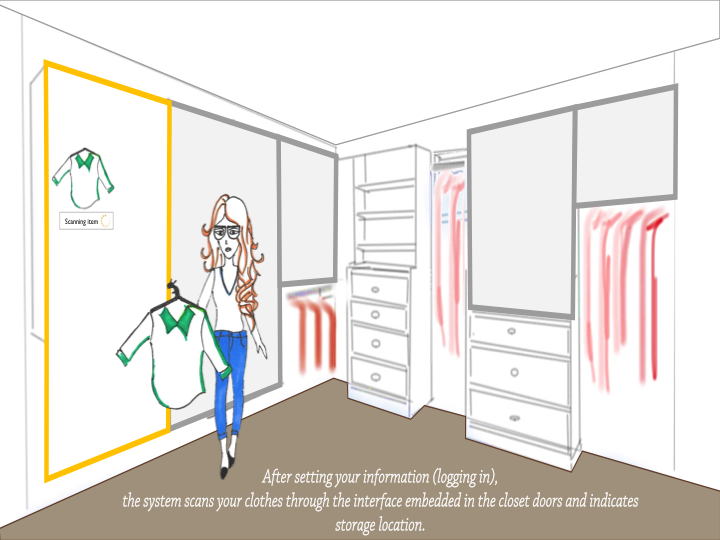 Scanning item
After setting your information (logging in),
the system scans your clothes through the interface embedded in the closet doors and indicates
storage location.